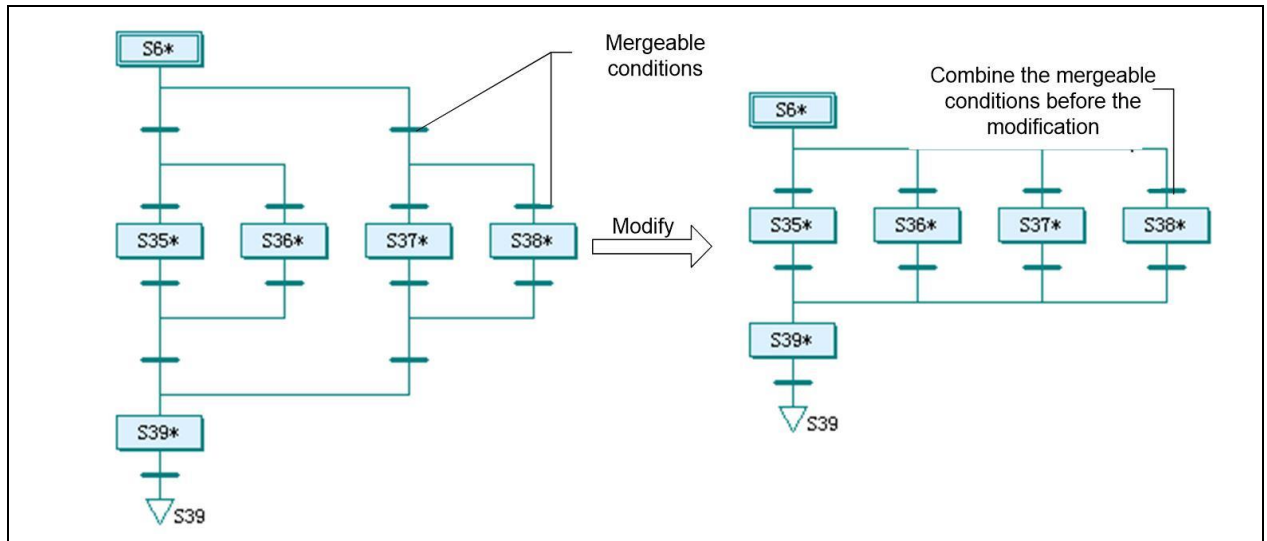 S6*
Mergeable
conditions
S35*
S36*
S37*
S38*
S39*
S39
Modify
Combine the mergeable
conditions before the
modification
S6*
S35*
S36*
S37*
S38*
S39*
S39